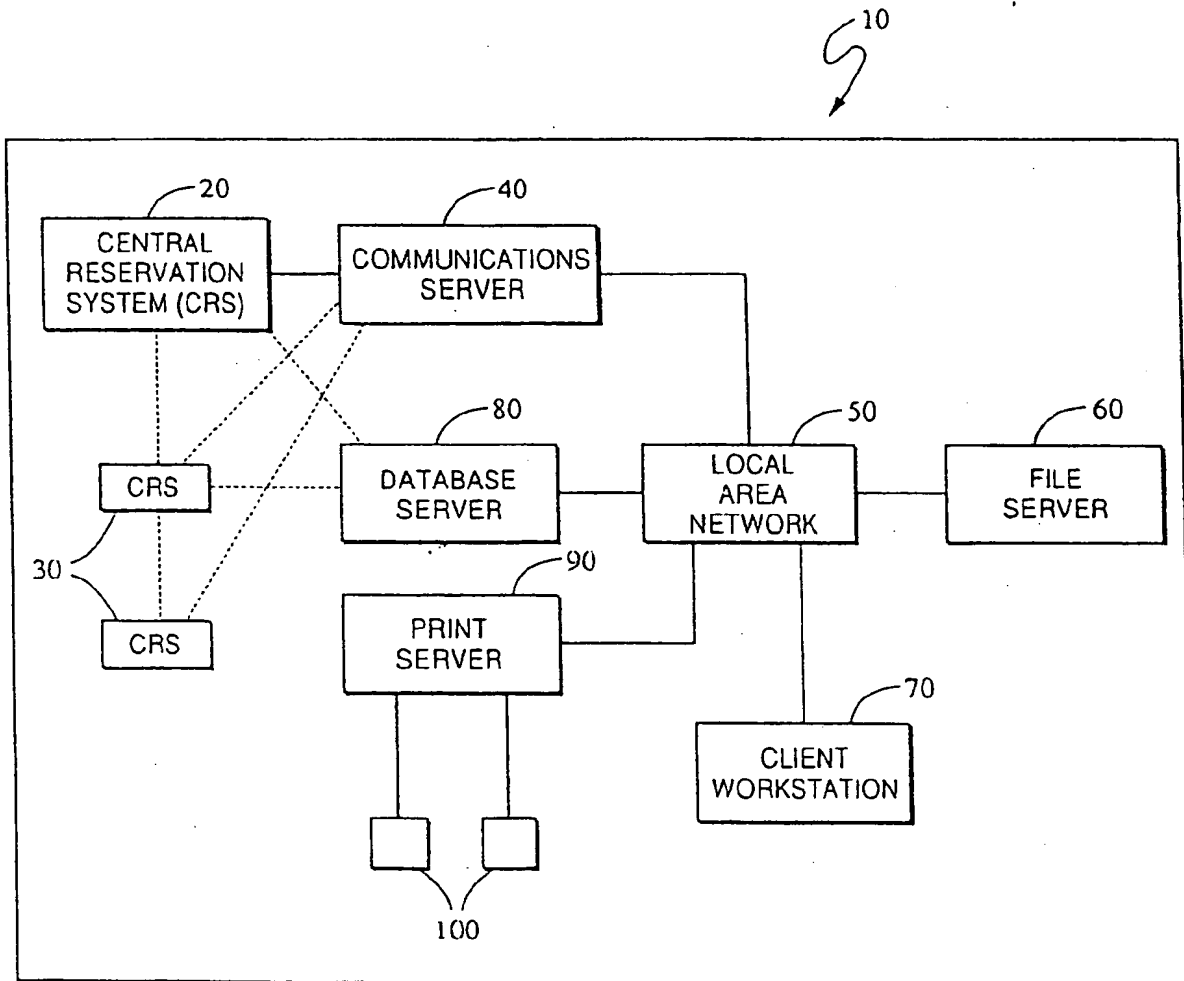 10
20
CENTRAL
RESERVATION
SYSTEM (CRS)
40
COMMUNICATIONS
SERVER
80
DATABASE
SERVER
50
LOCAL
AREA
NETWORK
60
FILE
SERVER
CRS
30
CRS
90
PRINT
SERVER
70
CLIENT
WORKSTATION
100